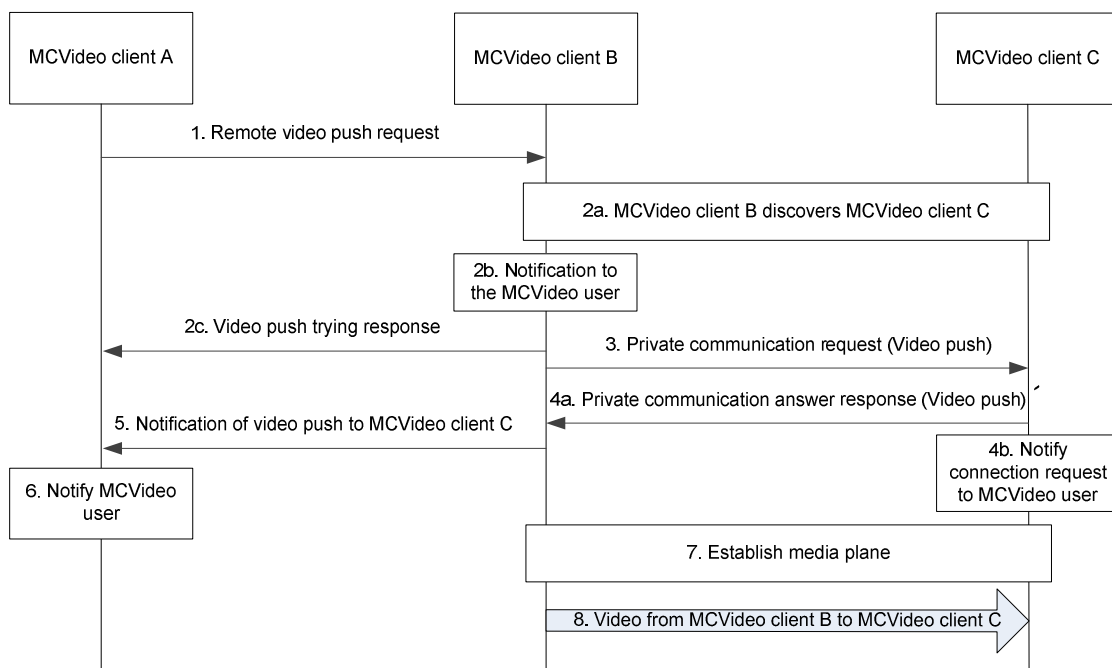 MCVideo client A
MCVideo client B
MCVideo client C
1. Remote video push request
2a. MCVideo client B discovers MCVideo client C
2b. Notification to
the MCVideo user
2c. Video push trying response
3. Private communication request (Video push)
4a. Private communication answer response (Video push)
5. Notification of video push to MCVideo client C
4b. Notify
connection request
to MCVideo user
6. Notify MCVideo
user
7. Establish media plane
8. Video from MCVideo client B to MCVideo client C